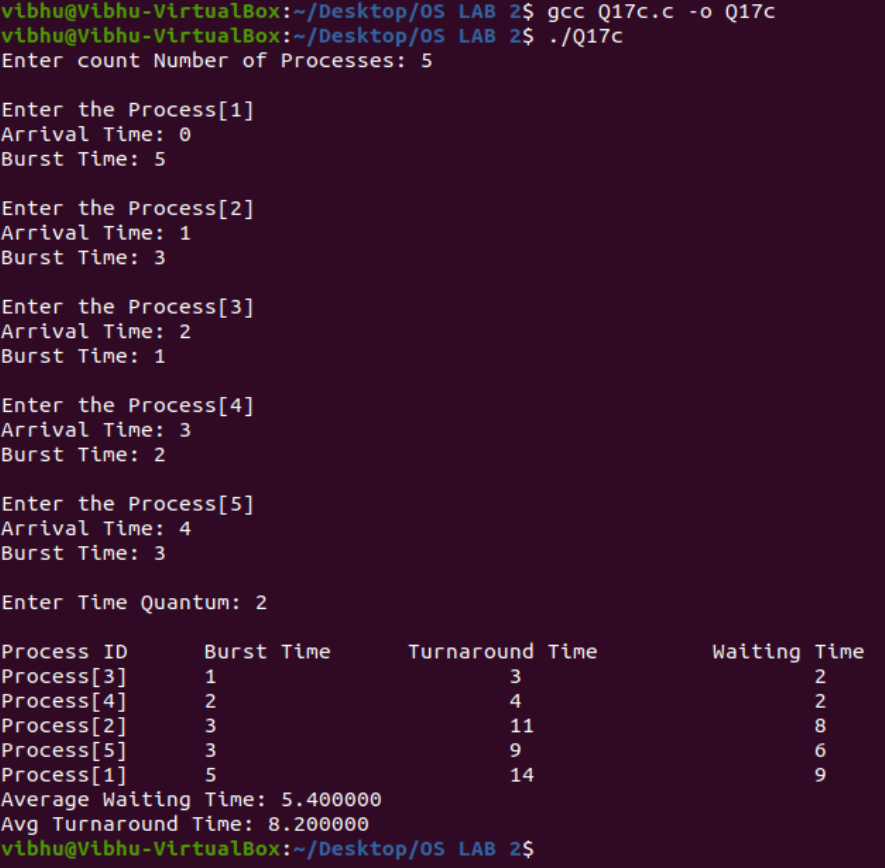 vibhu@Vibhu-VirtualBox:~/Desktop/OS LAB 2$ gcc Q17c.c -o Q17c
vibhu@Vibhu-VirtualBox:~/Desktop/OS LAB 2$ ./Q17c
Enter count Number of Processes: 5
Enter the Process[1]
Arrival Time: 0
Burst Time: 5
Enter the Process[2]
Arrival Time: 1
Burst Time: 3
Enter the Process[3]
Arrival Time: 2
Burst Time: 1
Enter the Process[4]
Arrival Time: 3
Burst Time: 2
Enter the Process[5]
Arrival Time: 4
Burst Time: 3
Enter Time Quantum: 2
Process ID Burst Time Turnaround Time Waiting Time
Process[3] 1 3 2
Process[4] 2 4 2
Process[2] 3 11 8
Process[5] 3 9 6
Process[1] 5 14 9
Average Waiting Time: 5.400000
Avg Turnaround Time: 8.200000
vibhu@Vibhu-VirtualBox:~/Desktop/OS LAB 2$